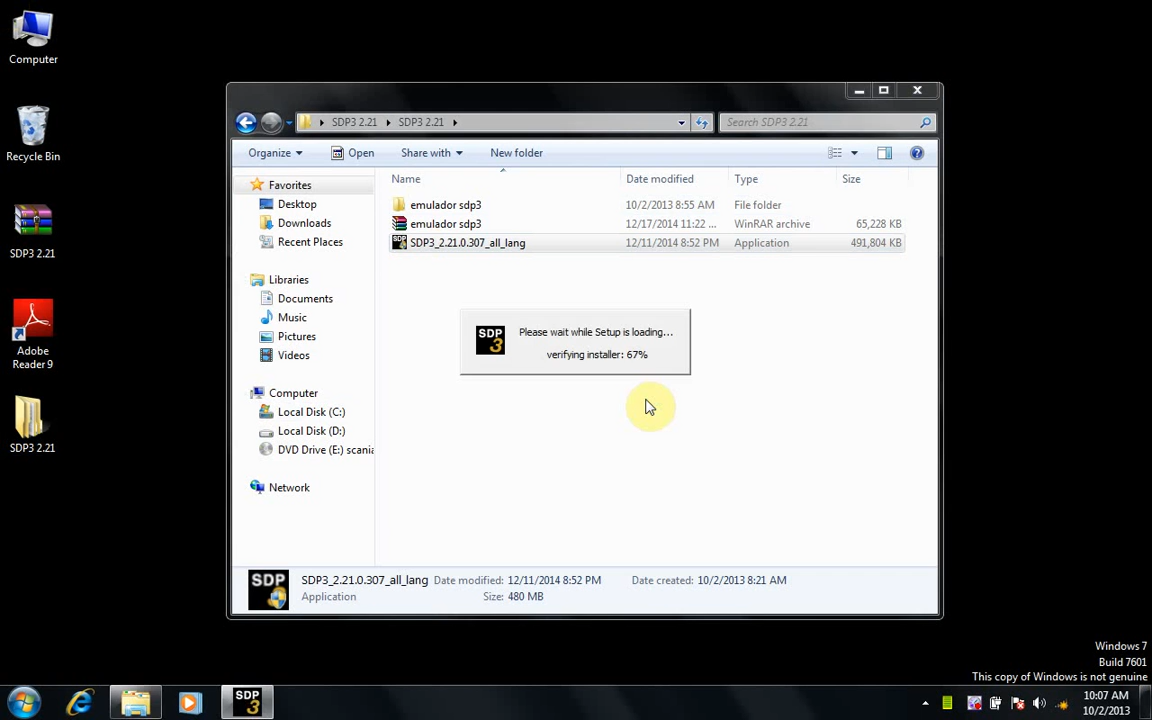 Computer
Recycle Bin
SDP3 2.21
Adobe
Reader 9
SDP3 2.21
SDP3 2.21 SDP3 2.21
Search SDP3 2.21
Organize Open Share with New folder
Name Date modified Type Size
Favorites
Desktop
Downloads
Recent Places
Libraries
Documents
Music
Pictures
Videos
Computer
Local Disk (C:)
Local Disk (D:)
DVD Drive (E:) scania
Network
emulador sdp3 10/2/2013 8:55 AM File folder
emulador sdp3 12/17/2014 11:22 ... WinRAR archive 65,228 KB
SDP3_2.21.0.307_all_lang 12/11/2014 8:52 PM Application 491,804 KB
SDP
3
Please wait while Setup is loading...
verifying installer: 67%
SDP
SDP3_2.21.0.307_all_lang Date modified: 12/11/2014 8:52 PM Date created: 10/2/2013 8:21 AM
Application Size: 480 MB
Windows 7
Build 7601
This copy of Windows is not genuine
SDP
3
10:07 AM
10/2/2013